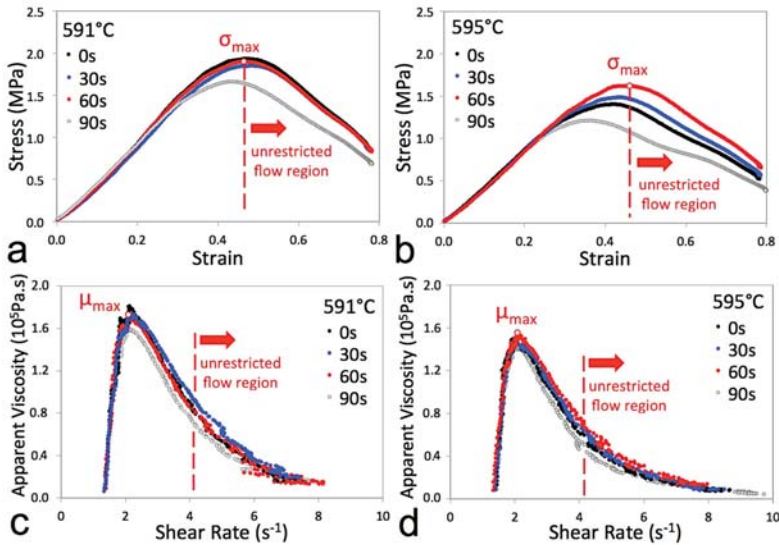 591°C
0s
30s
60s
90s
σmax
unrestricted
flow region
Stress (MPa)
2.5
2.0
1.5
1.0
0.5
0.0
0.0 0.2 0.4 0.6 0.8
Strain
a
595°C
0s
30s
60s
90s
σmax
unrestricted
flow region
Stress (MPa)
2.5
2.0
1.5
1.0
0.5
0.0
0.0 0.2 0.4 0.6 0.8
Strain
b
591°C
0s
30s
60s
90s
μmax
unrestricted
flow region
Apparent Viscosity (10⁵Pa.s)
2.0
1.6
1.2
0.8
0.4
0.0
0 2 4 6 8 10
Shear Rate (s⁻¹)
c
595°C
0s
30s
60s
90s
μmax
unrestricted
flow region
Apparent Viscosity (10⁵Pa.s)
2.0
1.6
1.2
0.8
0.4
0.0
0 2 4 6 8 10
Shear Rate (s⁻¹)
d